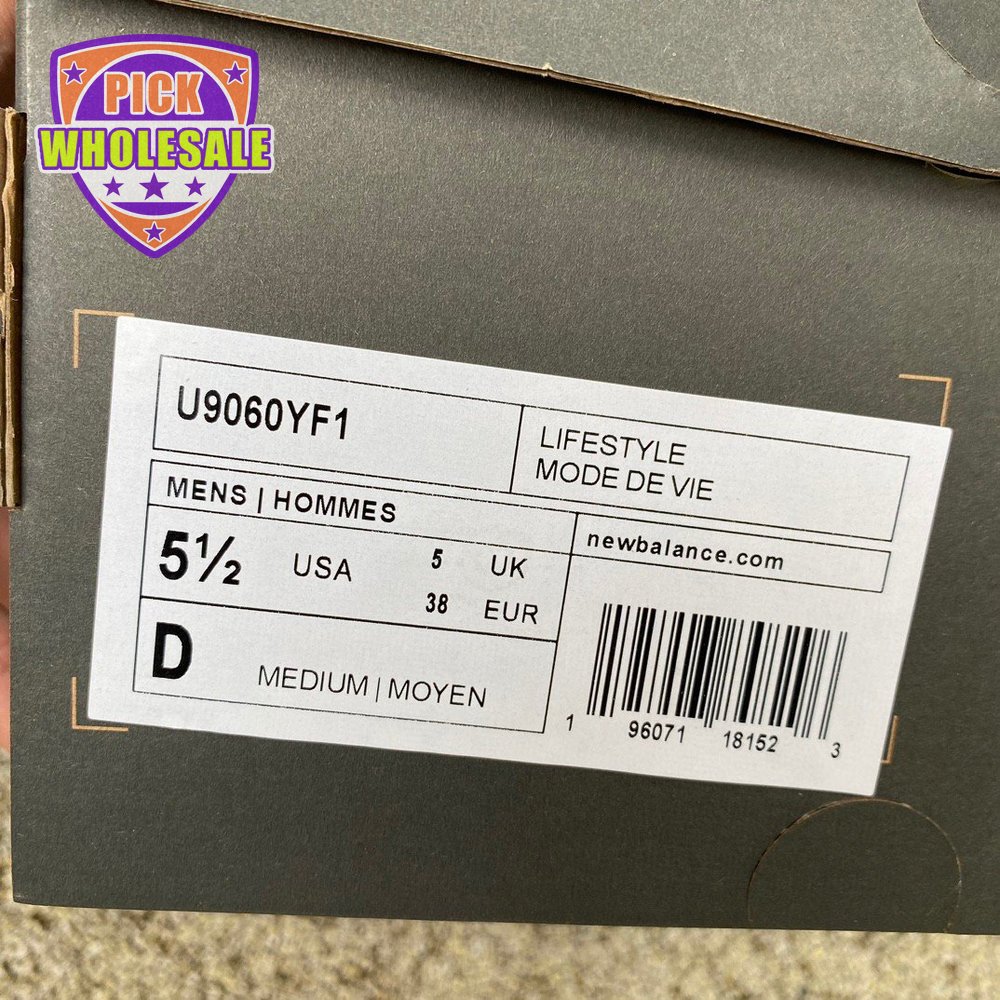 PICK
WHOLESALE
U9060YF1
LIFESTYLE
MODE DE VIE
MENS | HOMMES
newbalance.com
5½ USA 5 UK
38 EUR
D MEDIUM | MOYEN
1 96071 18152 3